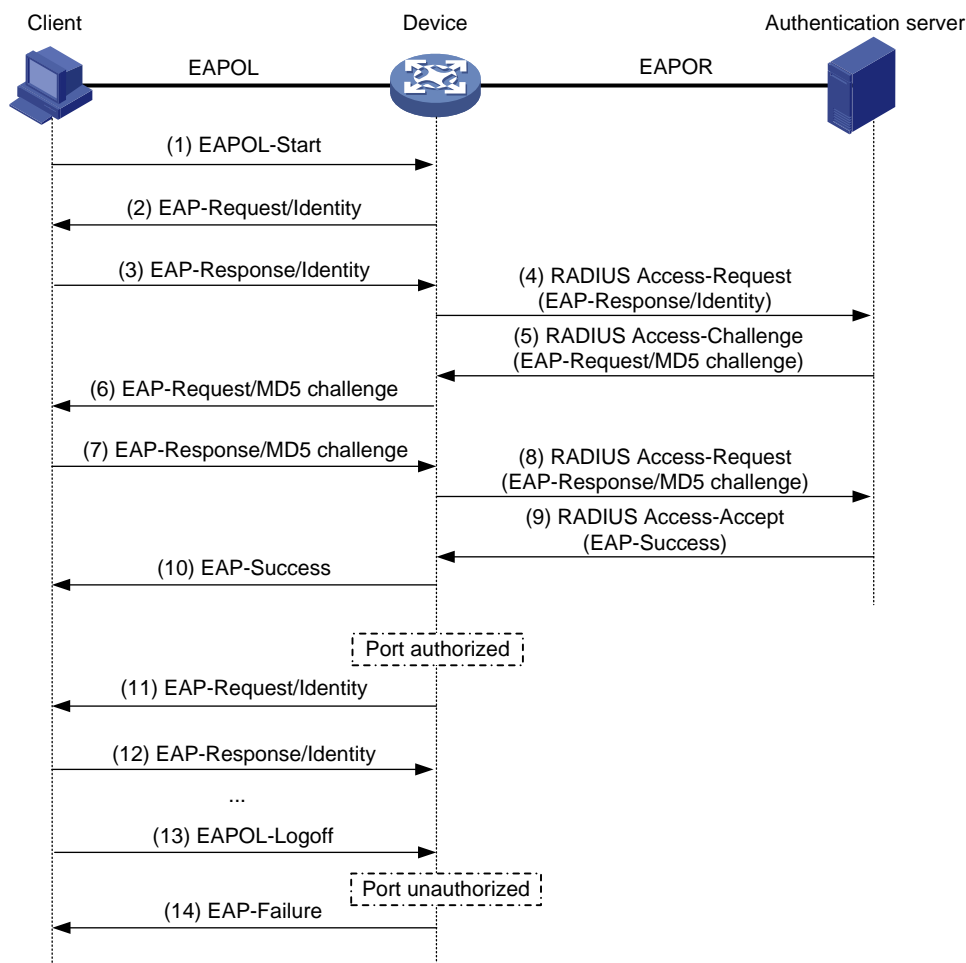 Client
Device
Authentication server
EAPOL
EAPOR
(1) EAPOL-Start
(2) EAP-Request/Identity
(3) EAP-Response/Identity
(4) RADIUS Access-Request
(EAP-Response/Identity)
(5) RADIUS Access-Challenge
(EAP-Request/MD5 challenge)
(6) EAP-Request/MD5 challenge
(7) EAP-Response/MD5 challenge
(8) RADIUS Access-Request
(EAP-Response/MD5 challenge)
(9) RADIUS Access-Accept
(EAP-Success)
(10) EAP-Success
Port authorized
(11) EAP-Request/Identity
(12) EAP-Response/Identity
...
(13) EAPOL-Logoff
Port unauthorized
(14) EAP-Failure